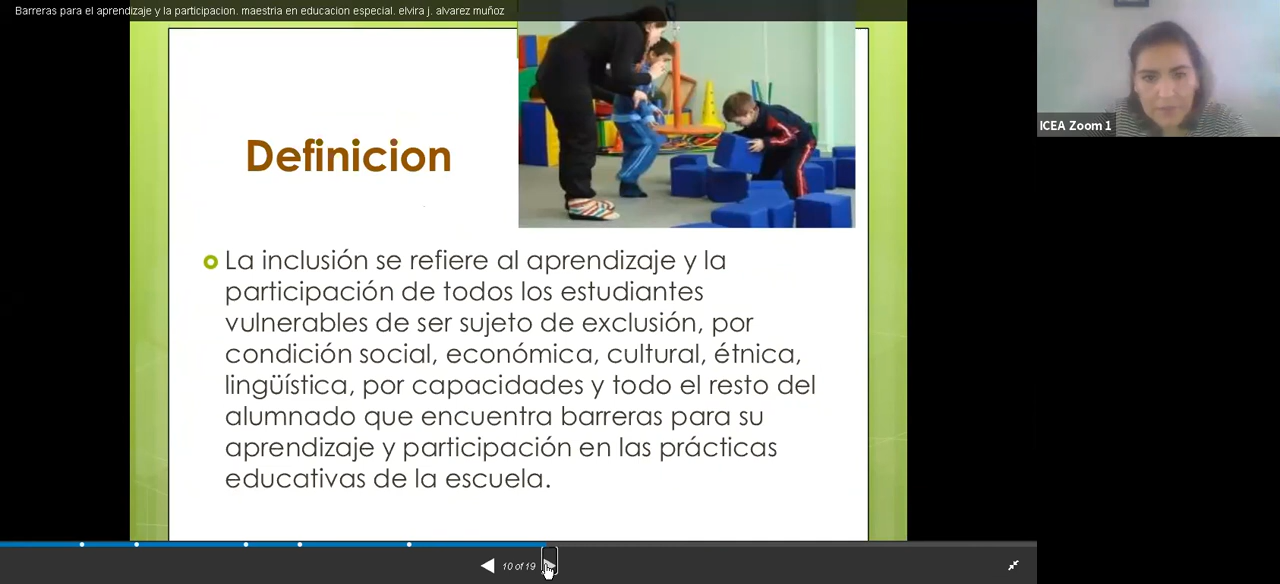 Barreras para el aprendizaje y la participacion. maestria en educacion especial. elvira j. alvarez muñoz
ICEA Zoom 1
Definicion
La inclusión se refiere al aprendizaje y la
participación de todos los estudiantes
vulnerables de ser sujeto de exclusión, por
condición social, económica, cultural, étnica,
lingüística, por capacidades y todo el resto del
alumnado que encuentra barreras para su
aprendizaje y participación en las prácticas
educativas de la escuela.
10 of 19